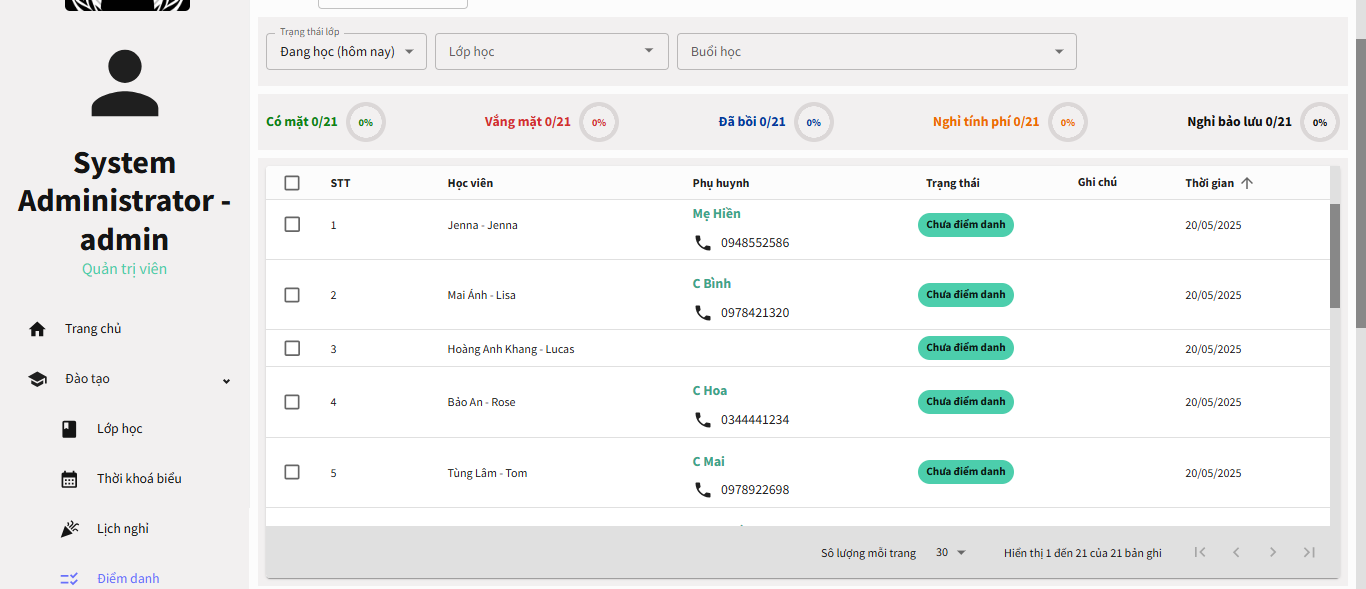 System
Administrator -
admin
Quản trị viên
Trang chủ
Đào tạo
Lớp học
Thời khoá biểu
Lịch nghỉ
Điểm danh
Trạng thái lớp
Đang học (hôm nay)
Lớp học
Buổi học
Có mặt 0/21 0%
Vắng mặt 0/21 0%
Đã bồi 0/21 0%
Nghỉ tính phí 0/21 0%
Nghỉ bảo lưu 0/21 0%
STT Học viên Phụ huynh Trạng thái Ghi chú Thời gian
1 Jenna - Jenna Mẹ Hiền 0948552586 Chưa điểm danh 20/05/2025
2 Mai Ánh - Lisa C Bình 0978421320 Chưa điểm danh 20/05/2025
3 Hoàng Anh Khang - Lucas Chưa điểm danh 20/05/2025
4 Bảo An - Rose C Hoa 0344441234 Chưa điểm danh 20/05/2025
5 Tùng Lâm - Tom C Mai 0978922698 Chưa điểm danh 20/05/2025
Số lượng mỗi trang 30 Hiển thị 1 đến 21 của 21 bản ghi